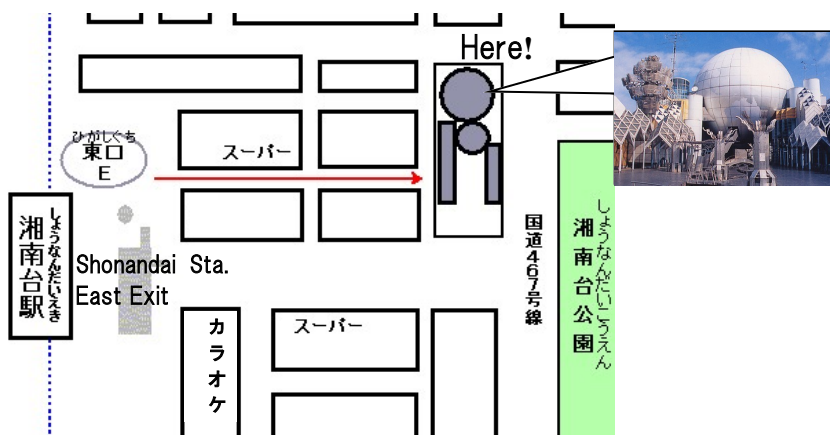 Here!
ひがしぐち
東口
E
スーパー
湘南台駅
しょうなんだいえき
Shonandai Sta.
East Exit
カラオケ
スーパー
国道467号線
湘南台公園
しょうなんだいこうえん